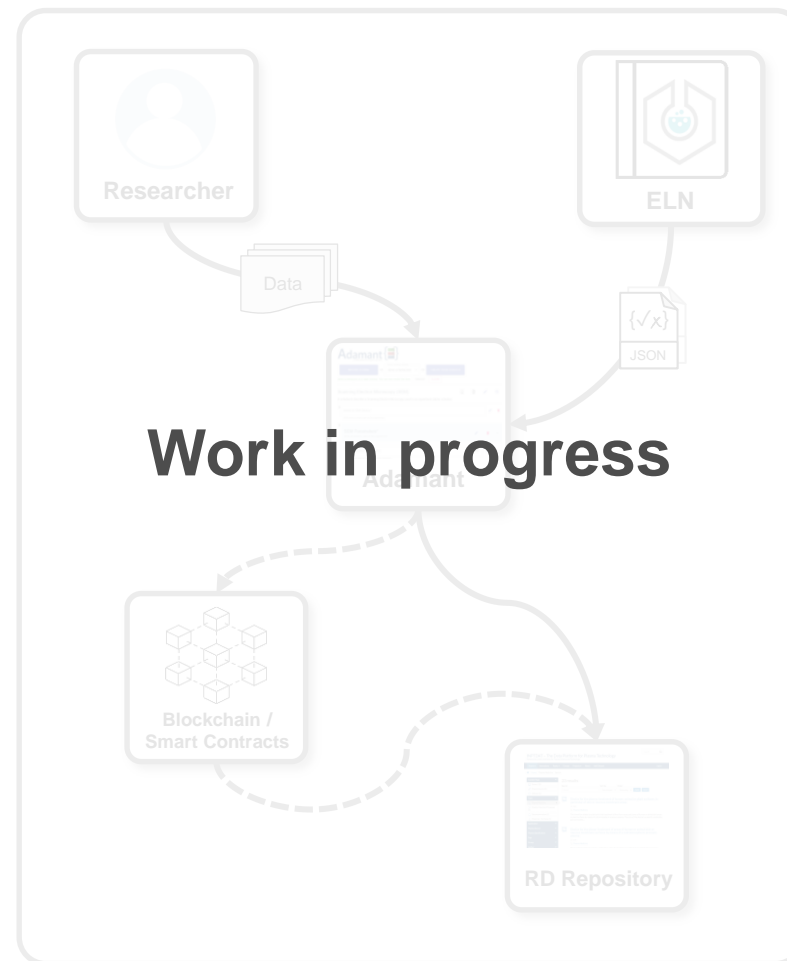 Researcher
ELN
Data
{√x}
JSON
Adamant
Work in progress
Adamant
Blockchain /
Smart Contracts
RD Repository